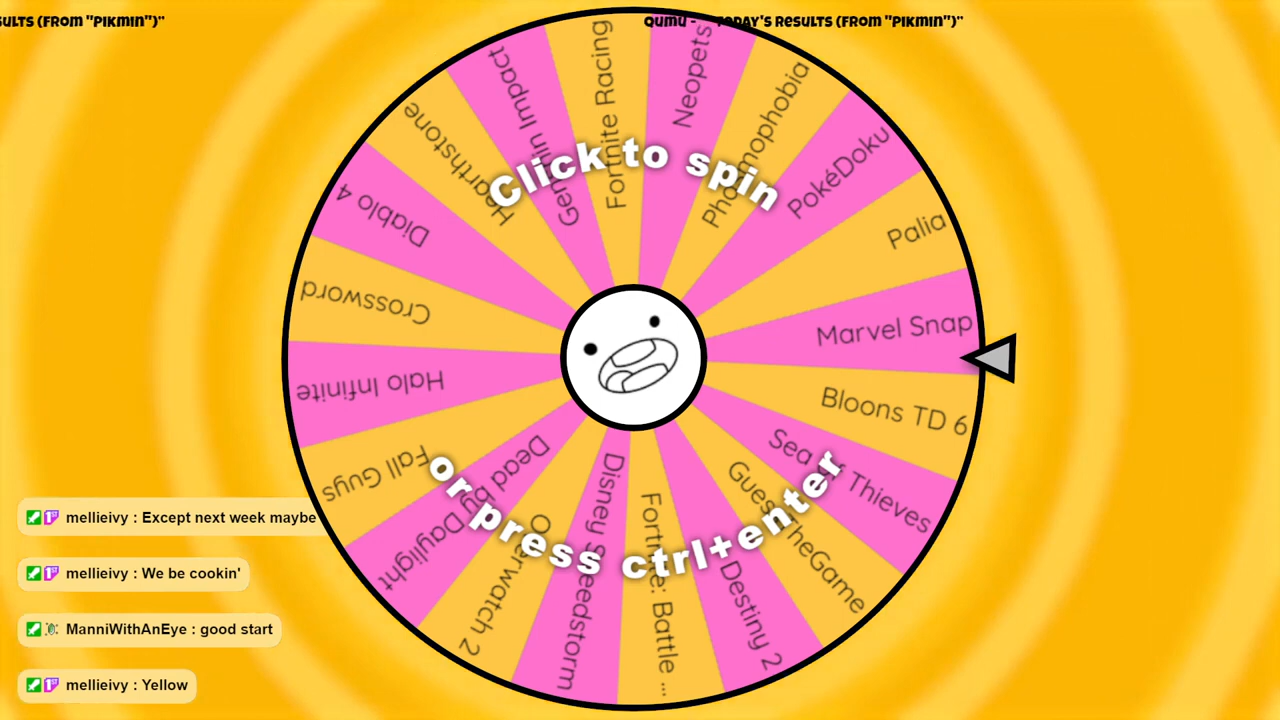 SULTS (FROM "PIKMIN")"
QUMU - "TODAY'S RESULTS (FROM "PIKMIN")"
Click to spin
or press ctrl+enter
Neopets
Phasmophobia
PokéDoku
Palia
Marvel Snap
Bloons TD 6
Sea of Thieves
GuessTheGame
Destiny 2
Fortnite: Battle ...
Disney Speedstorm
Overwatch 2
Dead by Daylight
Fall Guys
Halo Infinite
Crossword
Diablo 4
Hearthstone
Genshin Impact
Fortnite Racing
mellieivy : Except next week maybe
mellieivy : We be cookin'
ManniWithAnEye : good start
mellieivy : Yellow